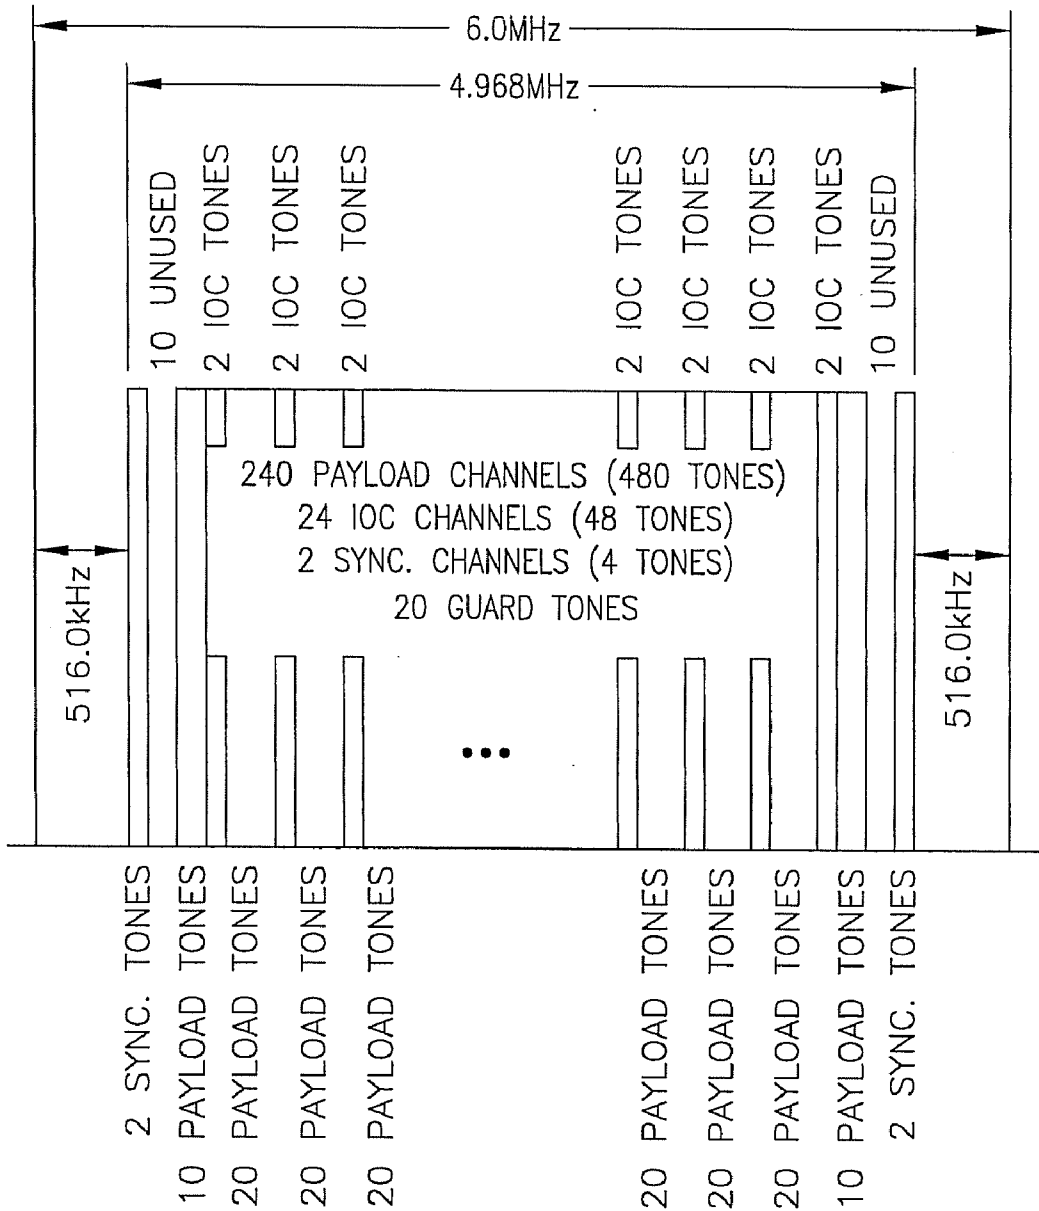 6.0MHz
4.968MHz
10 UNUSED
2 IOC TONES
2 IOC TONES
2 IOC TONES
2 IOC TONES
2 IOC TONES
2 IOC TONES
2 IOC TONES
10 UNUSED
240 PAYLOAD CHANNELS (480 TONES)
24 IOC CHANNELS (48 TONES)
2 SYNC. CHANNELS (4 TONES)
20 GUARD TONES
516.0kHz
516.0kHz
•••
2 SYNC. TONES
10 PAYLOAD TONES
20 PAYLOAD TONES
20 PAYLOAD TONES
20 PAYLOAD TONES
20 PAYLOAD TONES
20 PAYLOAD TONES
20 PAYLOAD TONES
10 PAYLOAD TONES
2 SYNC. TONES